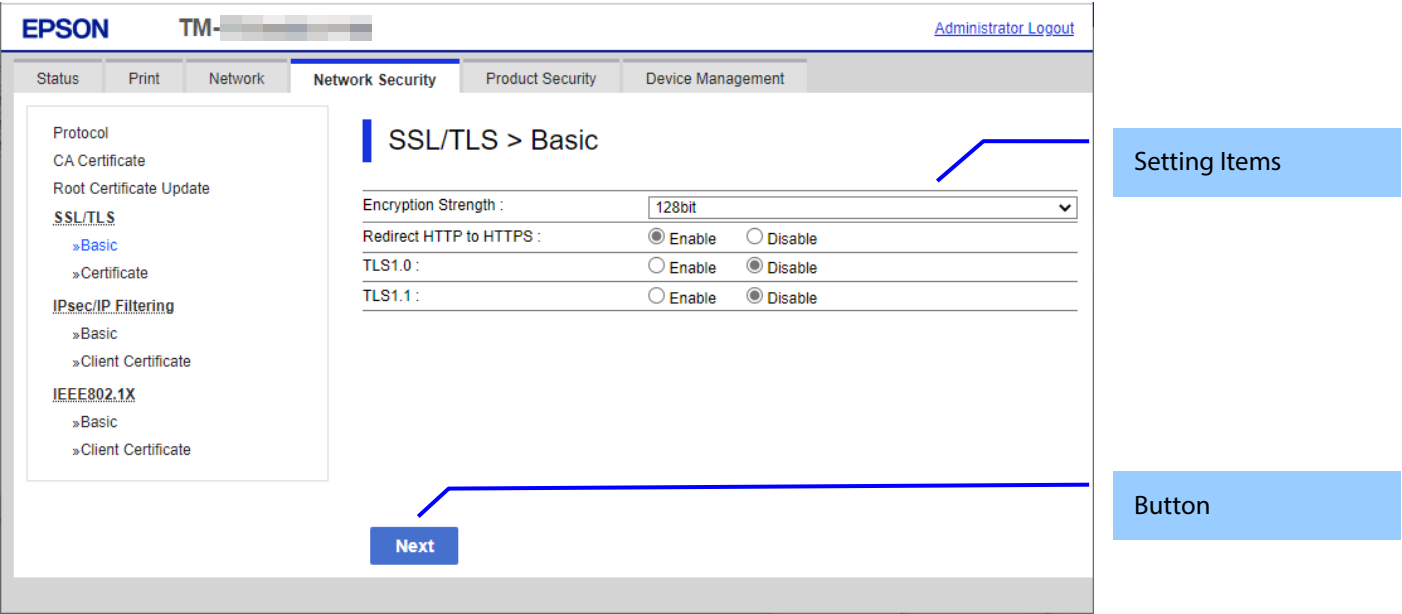 EPSON TM-
Administrator Logout
Status Print Network Network Security Product Security Device Management
Protocol
CA Certificate
Root Certificate Update
SSL/TLS
»Basic
»Certificate
IPsec/IP Filtering
»Basic
»Client Certificate
IEEE802.1X
»Basic
»Client Certificate
SSL/TLS > Basic
Encryption Strength : 128bit
Redirect HTTP to HTTPS : Enable Disable
TLS1.0 : Enable Disable
TLS1.1 : Enable Disable
Next
Setting Items
Button